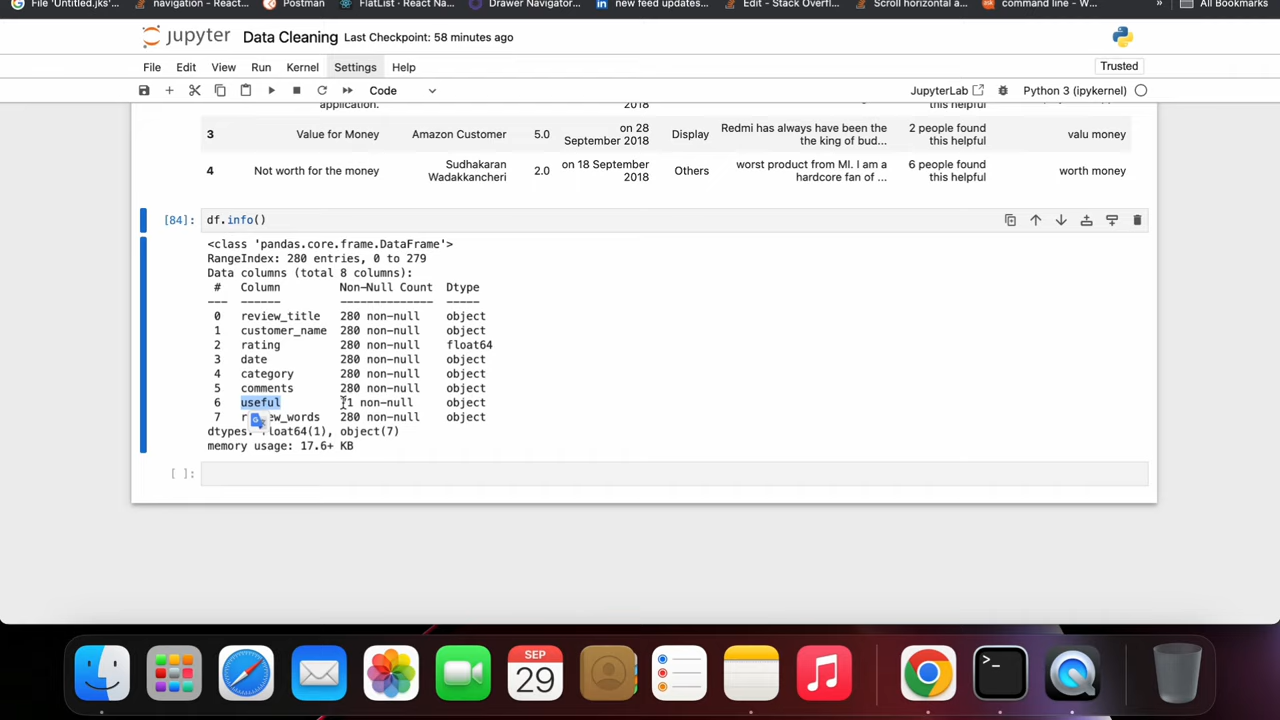 File 'Untitled.jks'... navigation - React... Postman FlatList · React Na... Drawer Navigator... new feed updates... Edit - Stack Overfl... Scroll horizontal a... command line - W... » All Bookmarks
jupyter Data Cleaning Last Checkpoint: 58 minutes ago
File Edit View Run Kernel Settings Help Trusted
Code JupyterLab Python 3 (ipykernel)
application. 2018 this helpful
3 Value for Money Amazon Customer 5.0 on 28 September 2018 Display Redmi has always have been the the king of bud... 2 people found this helpful valu money
4 Not worth for the money Sudhakaran Wadakkancheri 2.0 on 18 September 2018 Others worst product from MI. I am a hardcore fan of ... 6 people found this helpful worth money
[84]: df.info()
<class 'pandas.core.frame.DataFrame'>
RangeIndex: 280 entries, 0 to 279
Data columns (total 8 columns):
# Column Non-Null Count Dtype
--- ------ -------------- -----
0 review_title 280 non-null object
1 customer_name 280 non-null object
2 rating 280 non-null float64
3 date 280 non-null object
4 category 280 non-null object
5 comments 280 non-null object
6 useful non-null object
7 280 non-null object
dtypes: float64(1), object(7)
memory usage: 17.6+ KB
[ ]:
SEP
29